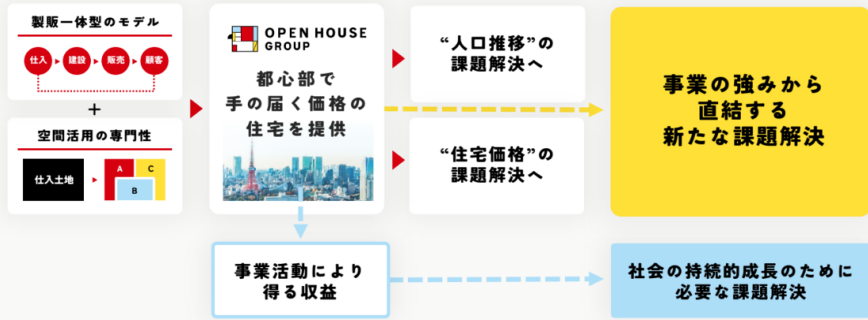 製販一体型のモデル
仕入
建設
販売
顧客
+
空間活用の専門性
仕入土地
A
B
C
OPEN HOUSE
GROUP
都心部で
手の届く価格の
住宅を提供
“人口推移”の
課題解決へ
“住宅価格”の
課題解決へ
事業の強みから
直結する
新たな課題解決
事業活動により
得る収益
社会の持続的成長のために
必要な課題解決